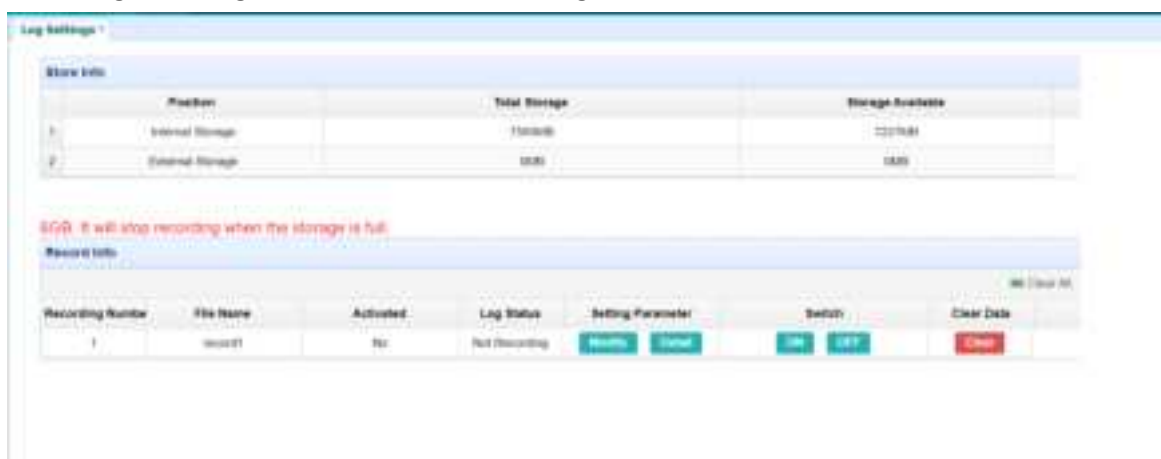 Log Settings
Store Info
Position Total Storage Storage Available
1 Internal Storage
2 External Storage 0MB 0MB
It will stop recording when the storage is full.
Record Info
Clear All
Recording Number File Name Activated Log Status Setting Parameter Switch Clear Data
1 record1 No Not Recording Modify Detail ON OFF Clear